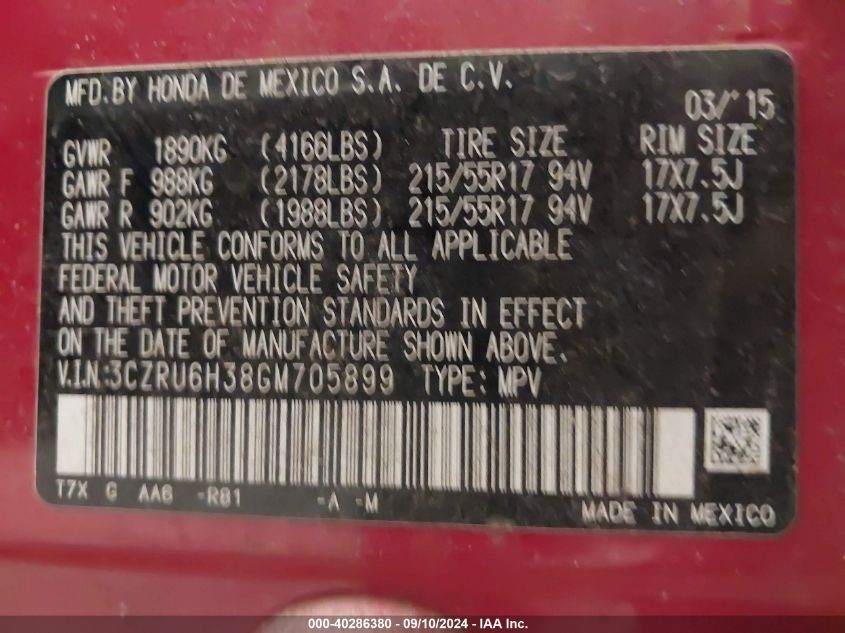 MFD.BY HONDA DE MEXICO S.A. DE C.V.
03/'15
GVWR 1890KG (4166LBS) TIRE SIZE RIM SIZE
GAWR F 988KG (2178LBS) 215/55R17 94V 17X7.5J
GAWR R 902KG (1988LBS) 215/55R17 94V 17X7.5J
THIS VEHICLE CONFORMS TO ALL APPLICABLE
FEDERAL MOTOR VEHICLE SAFETY
AND THEFT PREVENTION STANDARDS IN EFFECT
ON THE DATE OF MANUFACTURE SHOWN ABOVE.
V.I.N:3CZRU6H38GM705899 TYPE: MPV
T7X G AA6 -R81 -A -M
MADE IN MEXICO
000-40286380 - 09/10/2024 - Copyright IAA, Inc.